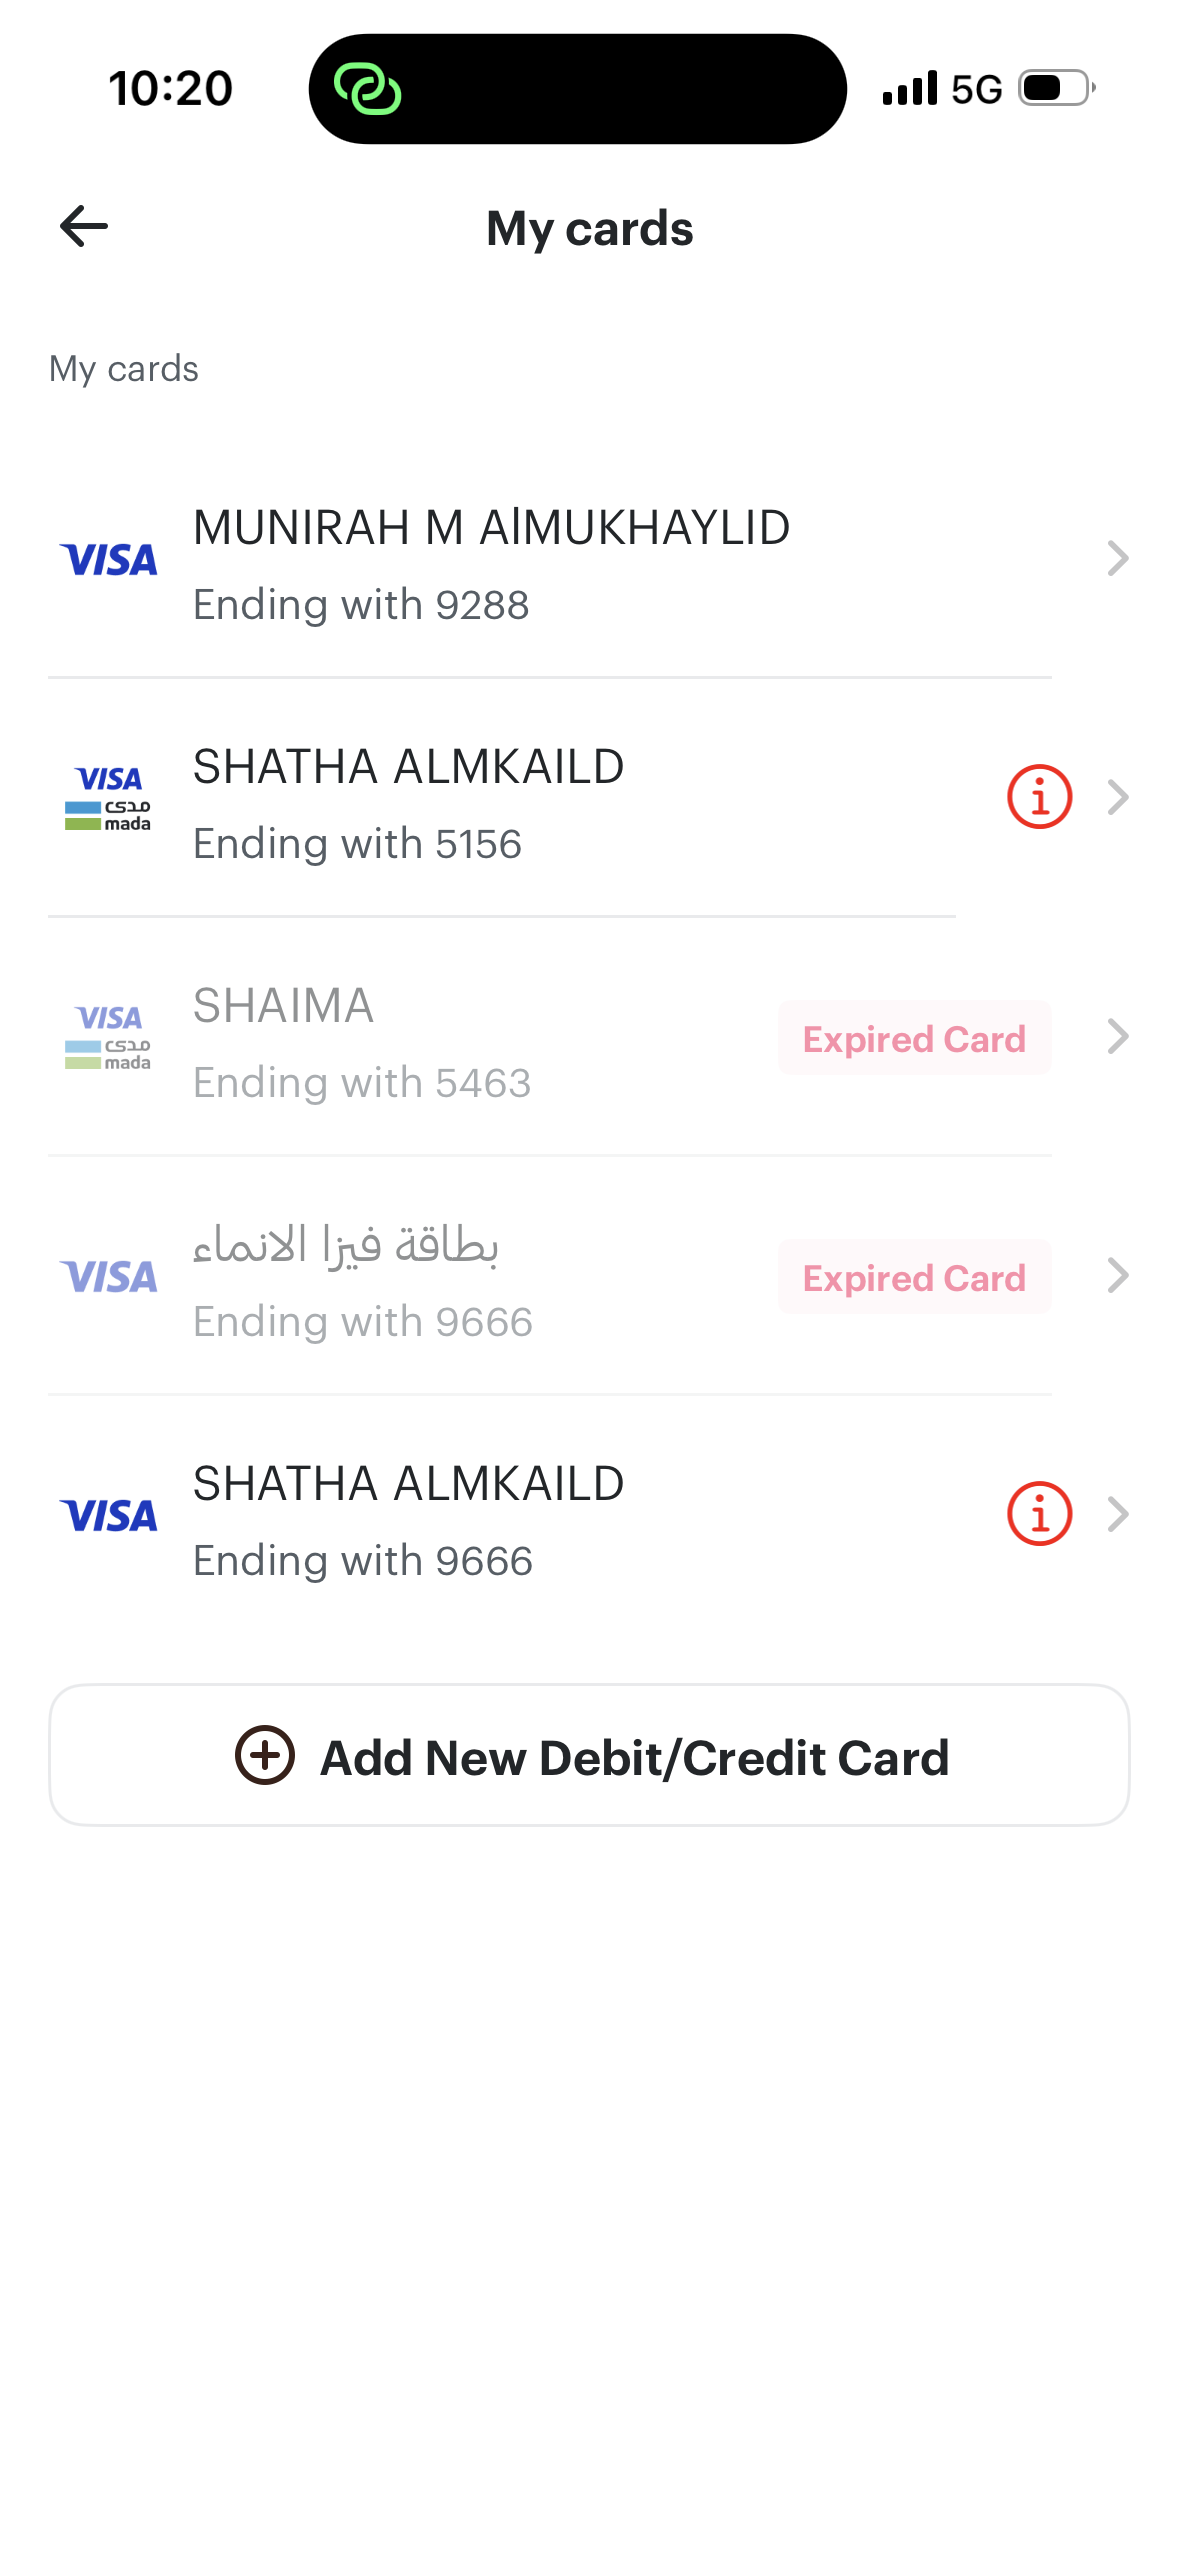 10:20
5G
My cards
My cards
VISA
MUNIRAH M AlMUKHAYLID
Ending with 9288
VISA
مدى
mada
SHATHA ALMKAILD
Ending with 5156
VISA
مدى
mada
SHAIMA
Ending with 5463
Expired Card
VISA
بطاقة فيزا الانماء
Ending with 9666
Expired Card
VISA
SHATHA ALMKAILD
Ending with 9666
Add New Debit/Credit Card